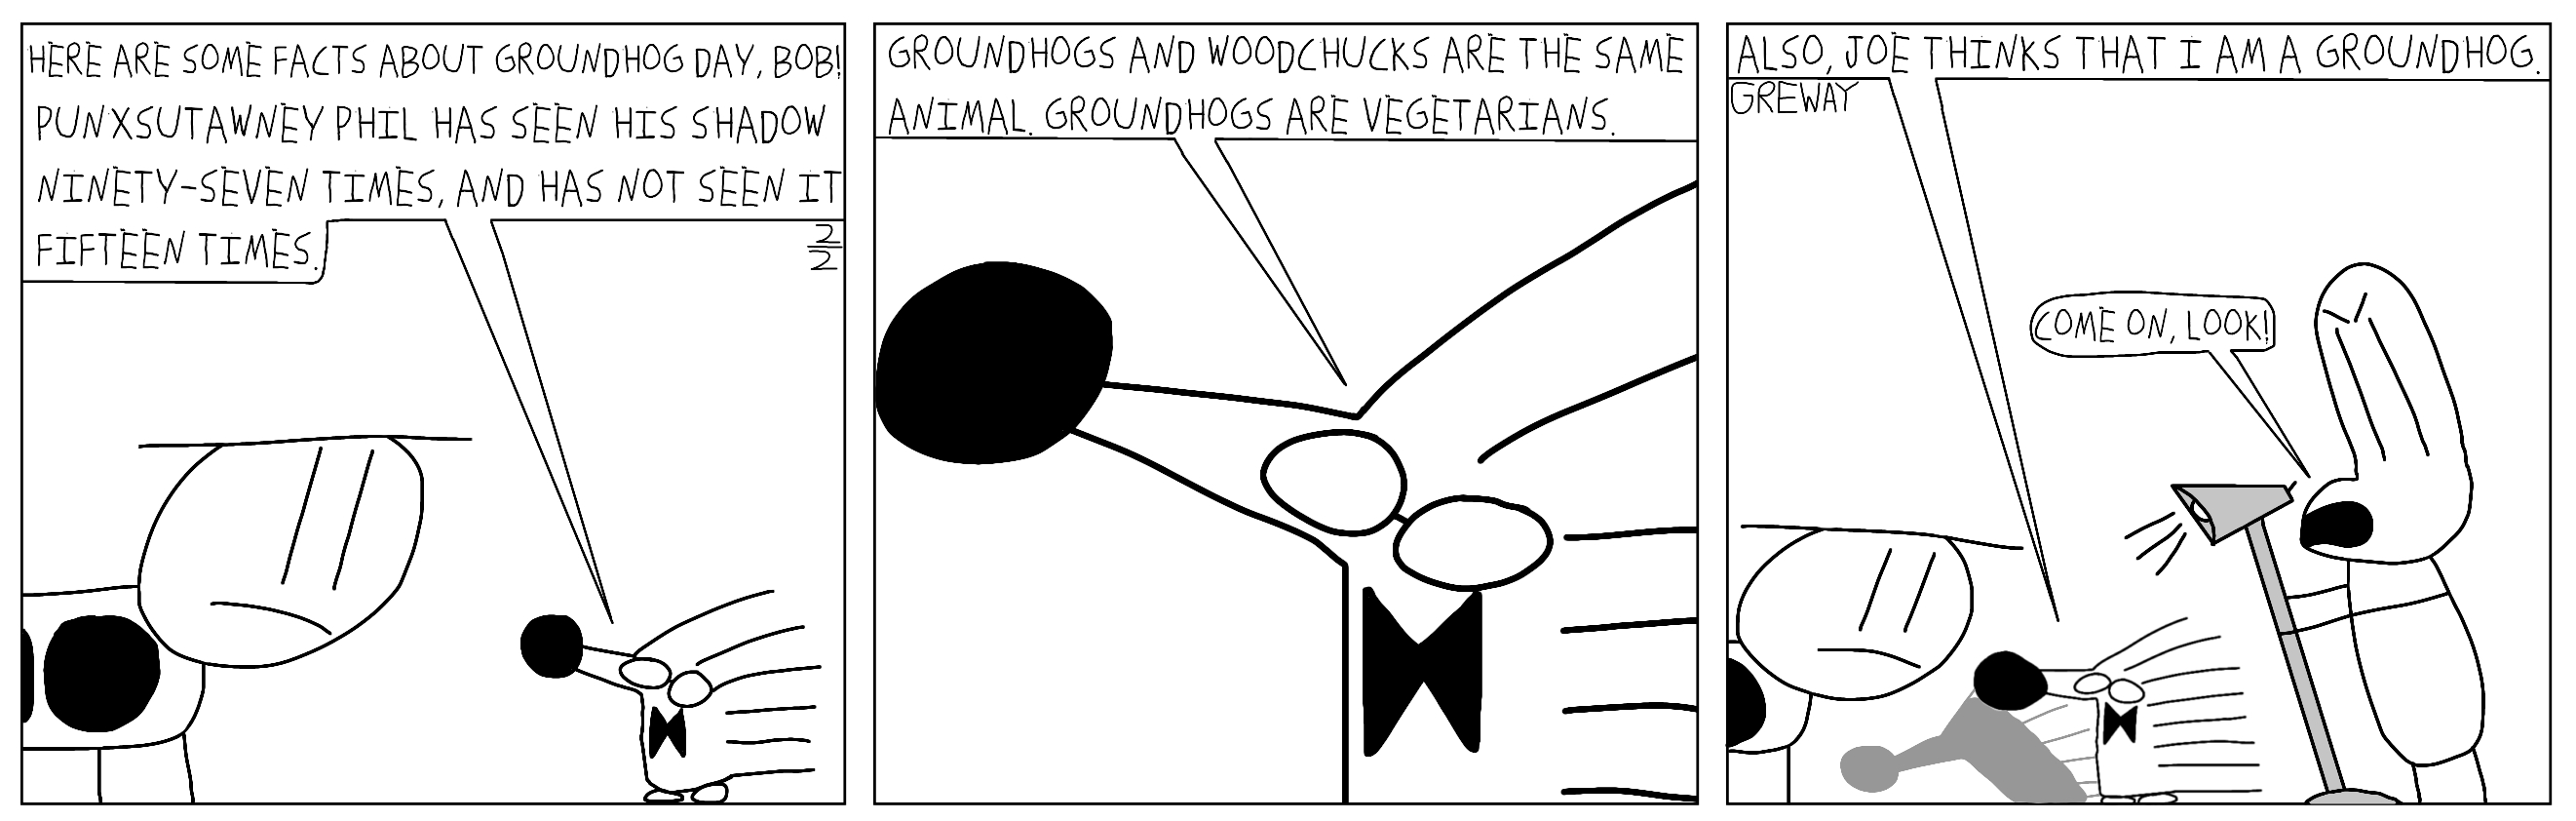 HERE ARE SOME FACTS ABOUT GROUNDHOG DAY, BOB!
PUNXSUTAWNEY PHIL HAS SEEN HIS SHADOW
NINETY-SEVEN TIMES, AND HAS NOT SEEN IT
FIFTEEN TIMES.
2/2
GROUNDHOGS AND WOODCHUCKS ARE THE SAME
ANIMAL. GROUNDHOGS ARE VEGETARIANS.
ALSO, JOE THINKS THAT I AM A GROUNDHOG.
GREWAY
COME ON, LOOK!